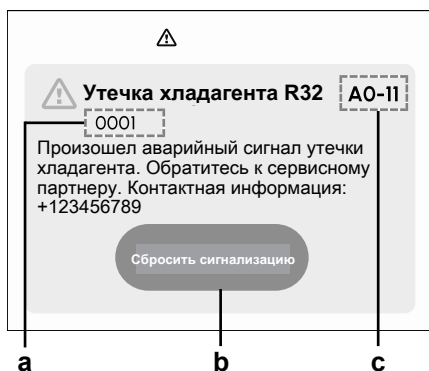 Утечка хладагента R32 A0-11
0001
Произошел аварийный сигнал утечки
хладагента. Обратитесь к сервисному
партнеру. Контактная информация:
+123456789
Сбросить сигнализацию
a b c